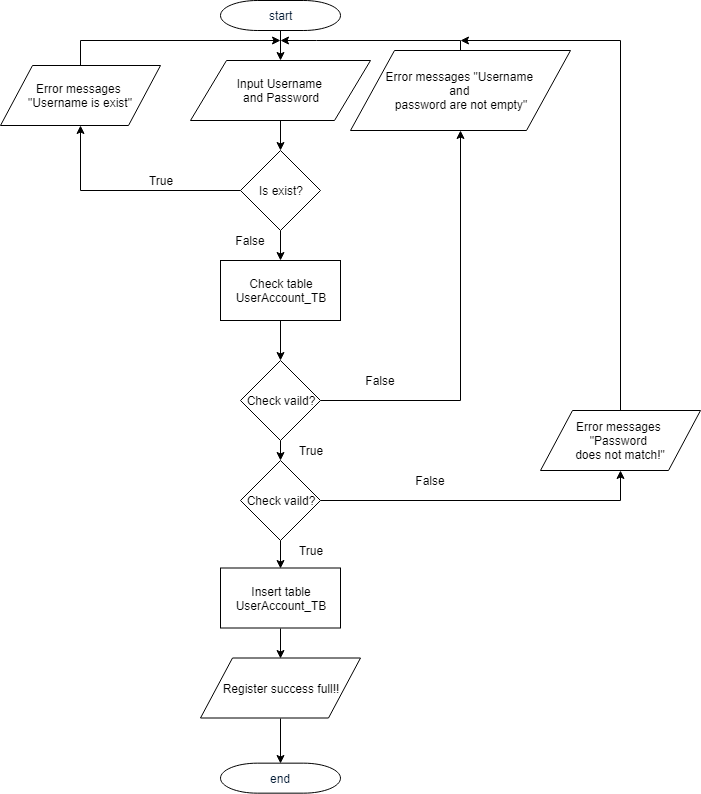 start
Error messages
"Username is exist"
Input Username
and Password
Error messages "Username
and
password are not empty"
True
Is exist?
False
Check table
UserAccount_TB
Check vaild?
False
True
Error messages
"Password
does not match!"
Check vaild?
False
True
Insert table
UserAccount_TB
Register success full!!
end